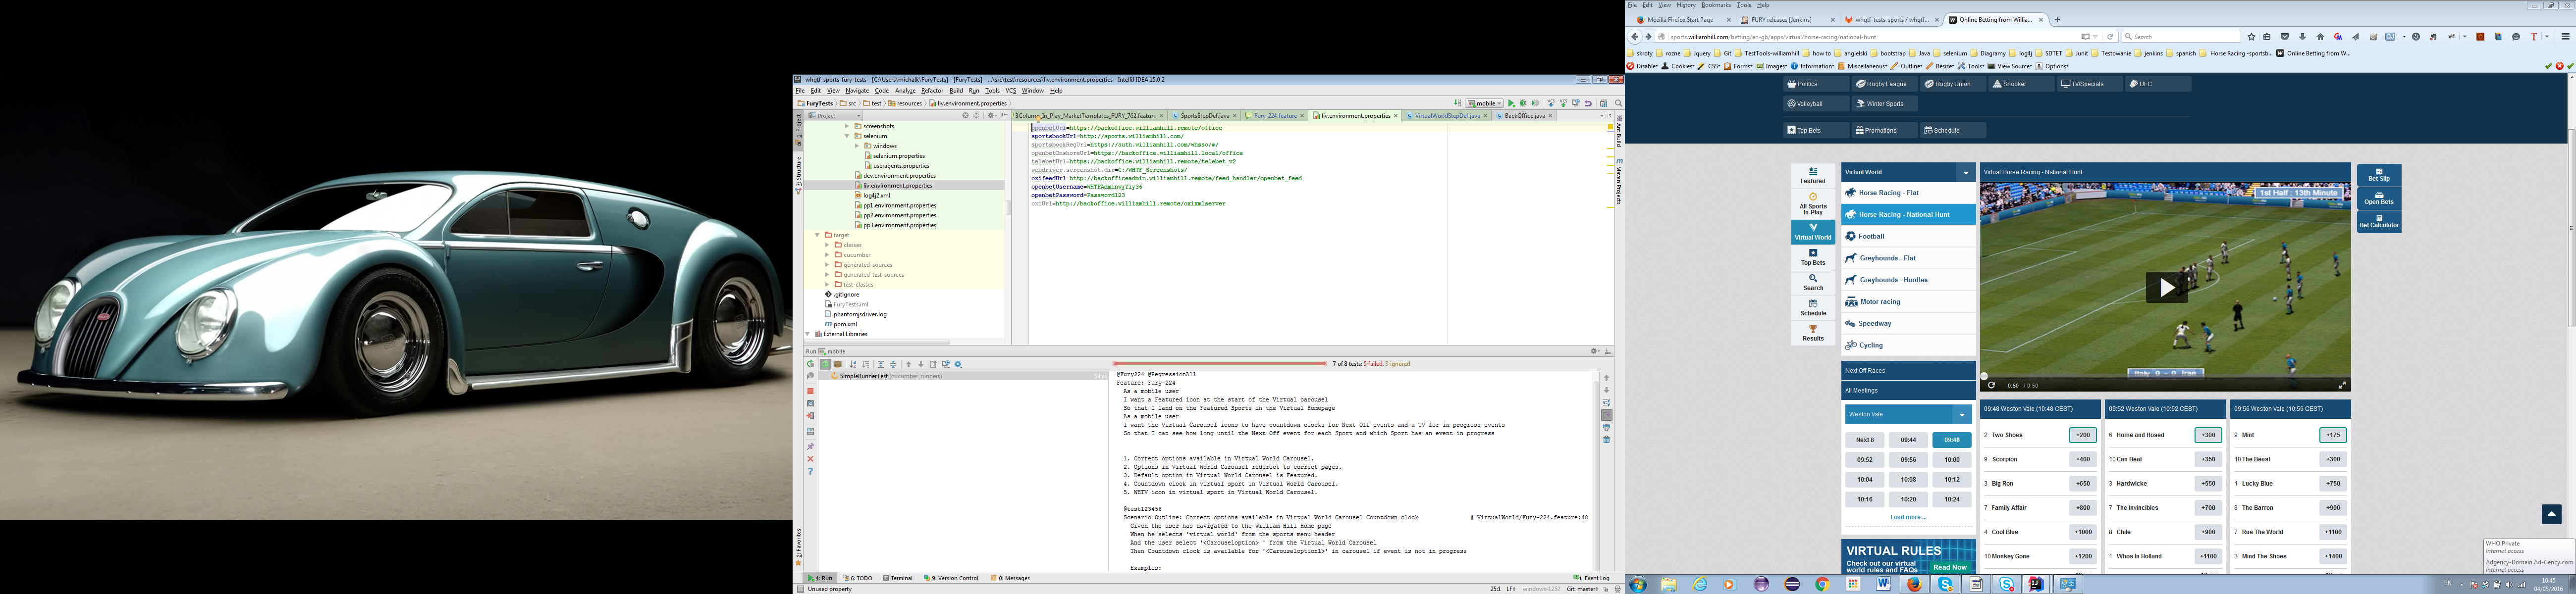 whgtf-sports-fury-tests - [C:\Users\michalk\FuryTests] - [FuryTests] - ...\src\test\resources\liv.environment.properties - IntelliJ IDEA 15.0.2
File Edit View Navigate Code Analyze Refactor Build Run Tools VCS Window Help
FuryTests src test resources liv.environment.properties
mobile
Project
3Column_In_Play_MarketTemplates_FURY_762.feature
SportsStepDef.java
Fury-224.feature
liv.environment.properties
VirtualWorldStepDef.java
BackOffice.java
screenshots
selenium
windows
selenium.properties
useragents.properties
dev.environment.properties
liv.environment.properties
log4j2.xml
pp1.environment.properties
pp2.environment.properties
pp3.environment.properties
target
classes
cucumber
generated-sources
generated-test-sources
test-classes
.gitignore
FuryTests.iml
phantomjsdriver.log
pom.xml
External Libraries
openbetUrl=https://backoffice.williamhill.remote/office
sportsbookUrl=http://sports.williamhill.com/
sportsbookRegUrl=https://auth.williamhill.com/whsso/#/
openbetOnshoreUrl=https://backoffice.williamhill.local/office
telebetUrl=https://backoffice.williamhill.remote/telebet_v2
webdriver.screenshot.dir=C:/WHTF_Screenshots/
oxifeedUrl=https://backofficeadmin.williamhill.remote/feed_handler/openbet_feed
openbetUsername=WHTFAdminwyTiy36
openbetPassword=Password123
oxiUrl=http://backoffice.williamhill.remote/oxixmlserver
Run mobile
7 of 8 tests: 5 failed, 3 ignored
SimpleRunnerTest (cucumber_runners)
@Fury224 @RegressionAll
Feature: Fury-224
As a mobile user
I want a Featured icon at the start of the Virtual carousel
So that I land on the Featured Sports in the Virtual Homepage
As a mobile user
I want the Virtual Carousel icons to have countdown clocks for Next Off events and a TV for in progress events
So that I can see how long until the Next Off event for each Sport and which Sport has an event in progress
1. Correct options available in Virtual World Carousel.
2. Options in Virtual World Carousel redirect to correct pages.
3. Default option in Virtual World Carousel is Featured.
4. Countdown clock in virtual sport in Virtual World Carousel.
5. WHTV icon in virtual sport in Virtual World Carousel.
@test123456
Scenario Outline: Correct options available in Virtual World Carousel Countdown clock # VirtualWorld/Fury-224.feature:48
Given the user has navigated to the William Hill Home page
When he selects 'virtual world' from the sports menu header
And the user select '<Carouseloption> ' from the Virtual World Carousel
Then Countdown clock is available for '<Carouseloption1>' in carousel if event is not in progress
Examples:
4: Run 6: TODO Terminal 9: Version Control 0: Messages Event Log
Unused property 25:1 LF÷ windows-1252 Git: master÷
1: Project
Structure
2: Favorites
Ant Build
Maven Projects
File Edit View History Bookmarks Tools Help
Mozilla Firefox Start Page
FURY releases [Jenkins]
whgtf-tests-sports / whgtf...
Online Betting from Willia...
sports.williamhill.com/betting/en-gb/apps/virtual/horse-racing/national-hunt
Search
skroty rozne Jquery Git TestTools-williamhill how to angielski bootstrap Java selenium Diagramy log4j SDTET Junit Testowanie jenkins spanish Horse Racing -sportsb... Online Betting from W...
Disable Cookies CSS Forms Images Information Miscellaneous Outline Resize Tools View Source Options
Politics Rugby League Rugby Union Snooker TV/Specials UFC
Volleyball Winter Sports
Top Bets Promotions Schedule
Featured
All Sports
In-Play
Virtual World
Top Bets
Search
Schedule
Results
Virtual World
Horse Racing - Flat
Horse Racing - National Hunt
Football
Greyhounds - Flat
Greyhounds - Hurdles
Motor racing
Speedway
Cycling
Next Off Races
All Meetings
Weston Vale
Next 8 09:44 09:48
09:52 09:56 10:00
10:04 10:08 10:12
10:16 10:20 10:24
Load more ...
VIRTUAL RULES
Check out our virtual
world rules and FAQs
Read Now
Virtual Horse Racing - National Hunt
1st Half : 13th Minute
Italy 0 - 0 Iran
0:50 / 0:50
Bet Slip
Open Bets
Bet Calculator
09:48 Weston Vale (10:48 CEST)
2 Two Shoes +200
9 Scorpion +400
3 Big Ron +650
7 Family Affair +800
4 Cool Blue +1000
10 Monkey Gone +1200
09:52 Weston Vale (10:52 CEST)
6 Home and Hosed +300
10 Can Beat +350
3 Hardwicke +550
7 The Invincibles +700
8 Chile +900
1 Whos In Holland +1100
09:56 Weston Vale (10:56 CEST)
9 Mint +175
10 The Beast +300
1 Lucky Blue +750
8 The Barron +900
7 Rue The World +1100
3 Mind The Shoes +1400
WHO Private
Internet access
Adgency-Domain.Ad-Gency.com
Internet access
EN
10:45
04/05/2016